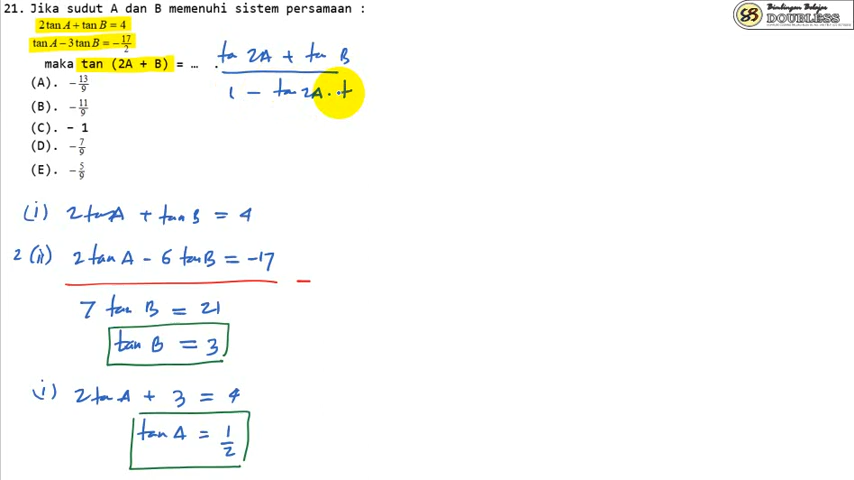 21. Jika sudut A dan B memenuhi sistem persamaan :
2 tan A + tan B = 4
tan A − 3 tan B = − 17/2
maka tan (2A + B) = … .
(A). − 13/9
(B). − 11/9
(C). - 1
(D). − 7/9
(E). − 5/9
tan 2A + tan B
1 − tan 2A . t
(i) 2 tan A + tan B = 4
2 (ii) 2 tan A − 6 tan B = −17
7 tan B = 21
tan B = 3
(i) 2 tan A + 3 = 4
tan A = 1/2
Bimbingan Belajar
DOUBLESS